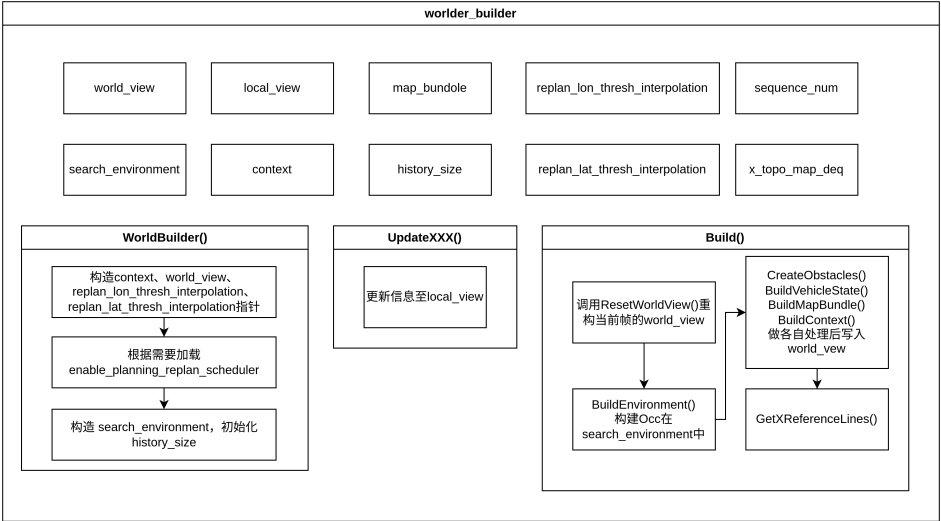 worlder_builder
world_view
local_view
map_bundole
replan_lon_thresh_interpolation
sequence_num
search_environment
context
history_size
replan_lat_thresh_interpolation
x_topo_map_deq
WorldBuilder()
构造context、world_view、
replan_lon_thresh_interpolation、
replan_lat_thresh_interpolation指针
根据需要加载
enable_planning_replan_scheduler
构造 search_environment，初始化
history_size
UpdateXXX()
更新信息至local_view
Build()
调用ResetWorldView()重
构当前帧的world_view
BuildEnvironment()
构建Occ在
search_environment中
CreateObstacles()
BuildVehicleState()
BuildMapBundle()
BuildContext()
做各自处理后写入
world_vew
GetXReferenceLines()